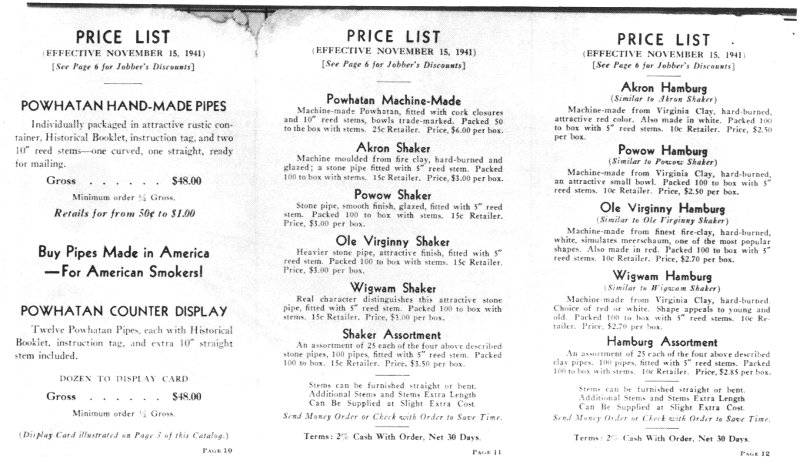 PRICE LIST
(EFFECTIVE NOVEMBER 15, 1941)
[See Page 6 for Jobber's Discounts]
POWHATAN HAND-MADE PIPES
Individually packaged in attractive rustic con-
tainer, Historical Booklet, instruction tag, and two
10" reed stems—one curved, one straight, ready
for mailing.
Gross . . . . . . $48.00
Minimum order ¼ Gross.
Retails for from 50¢ to $1.00
Buy Pipes Made in America
—For American Smokers!
POWHATAN COUNTER DISPLAY
Twelve Powhatan Pipes, each with Historical
Booklet, instruction tag, and extra 10" straight
stem included.
DOZEN TO DISPLAY CARD
Gross . . . . . . $48.00
Minimum order ¼ Gross.
(Display Card illustrated on Page 3 of this Catalog.)
PAGE 10
PRICE LIST
(EFFECTIVE NOVEMBER 15, 1941)
[See Page 6 for Jobber's Discounts]
Powhatan Machine-Made
Machine-made Powhatan, fitted with cork closures
and 10" reed stems, bowls trade-marked. Packed 50
to the box with stems. 25c Retailer. Price, $6.00 per box.
Akron Shaker
Machine moulded from fire clay, hard-burned and
glazed; a stone pipe fitted with 5" reed stem. Packed
100 to box with stems. 15c Retailer. Price, $3.00 per box.
Powow Shaker
Stone pipe, smooth finish, glazed, fitted with 5" reed
stem. Packed 100 to box with stems. 15c Retailer.
Price, $3.00 per box.
Ole Virginny Shaker
Heavier stone pipe, attractive finish, fitted with 5"
reed stem. Packed 100 to box with stems. 15c Retailer.
Price, $3.00 per box.
Wigwam Shaker
Real character distinguishes this attractive stone
pipe, fitted with 5" reed stem. Packed 100 to box with
stems. 15c Retailer. Price, $3.00 per box.
Shaker Assortment
An assortment of 25 each of the four above described
stone pipes, 100 pipes, fitted with 5" reed stem. Packed
100 to box. 15c Retailer. Price, $3.50 per box.
Stems can be furnished straight or bent.
Additional Stems and Stems Extra Length
Can Be Supplied at Slight Extra Cost.
Send Money Order or Check with Order to Save Time.
Terms: 2% Cash With Order, Net 30 Days.
PAGE 11
PRICE LIST
(EFFECTIVE NOVEMBER 15, 1941)
[See Page 6 for Jobber's Discounts]
Akron Hamburg
(Similar to Akron Shaker)
Machine-made from Virginia Clay, hard-burned,
attractive red color. Also made in white. Packed 100
to box with 5" reed stems. 10c Retailer. Price, $2.50
per box.
Powow Hamburg
(Similar to Powow Shaker)
Machine-made from Virginia Clay, hard-burned,
an attractive small bowl. Packed 100 to box with 5"
reed stems. 10c Retailer. Price, $2.50 per box.
Ole Virginny Hamburg
(Similar to Ole Virginny Shaker)
Machine-made from finest fire-clay, hard-burned,
white, simulates meerschaum, one of the most popular
shapes. Also made in red. Packed 100 to box with 5"
reed stems. 10c Retailer. Price, $2.70 per box.
Wigwam Hamburg
(Similar to Wigwam Shaker)
Machine-made from Virginia Clay, hard-burned.
Choice of red or white. Shape appeals to young and
old. Packed 100 to box with 5" reed stems. 10c Re-
tailer. Price, $2.70 per box.
Hamburg Assortment
An assortment of 25 each of the four above described
clay pipes, 100 pipes, fitted with 5" reed stems. Packed
100 to box with stems. 10c Retailer. Price, $2.85 per box.
Stems can be furnished straight or bent.
Additional Stems and Stems Extra Length
Can Be Supplied at Slight Extra Cost.
Send Money Order or Check with Order to Save Time.
Terms: 2% Cash With Order, Net 30 Days.
PAGE 12